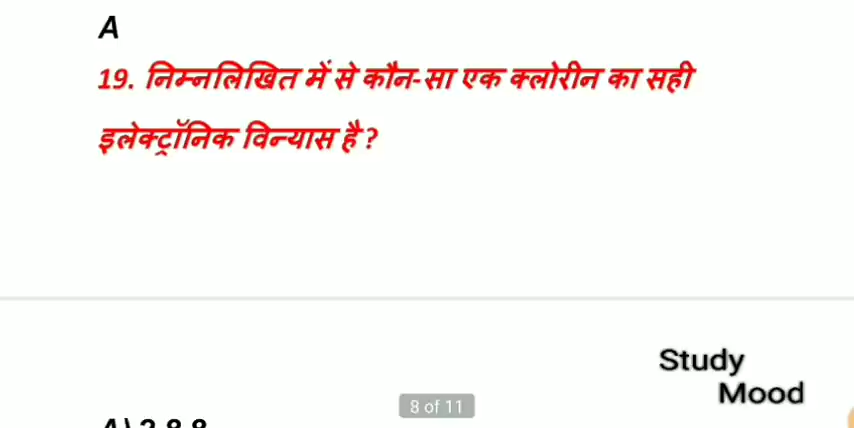 A
19. निम्नलिखित में से कौन-सा एक क्लोरीन का सही
इलेक्ट्रॉनिक विन्यास है?
Study
Mood
8 of 11